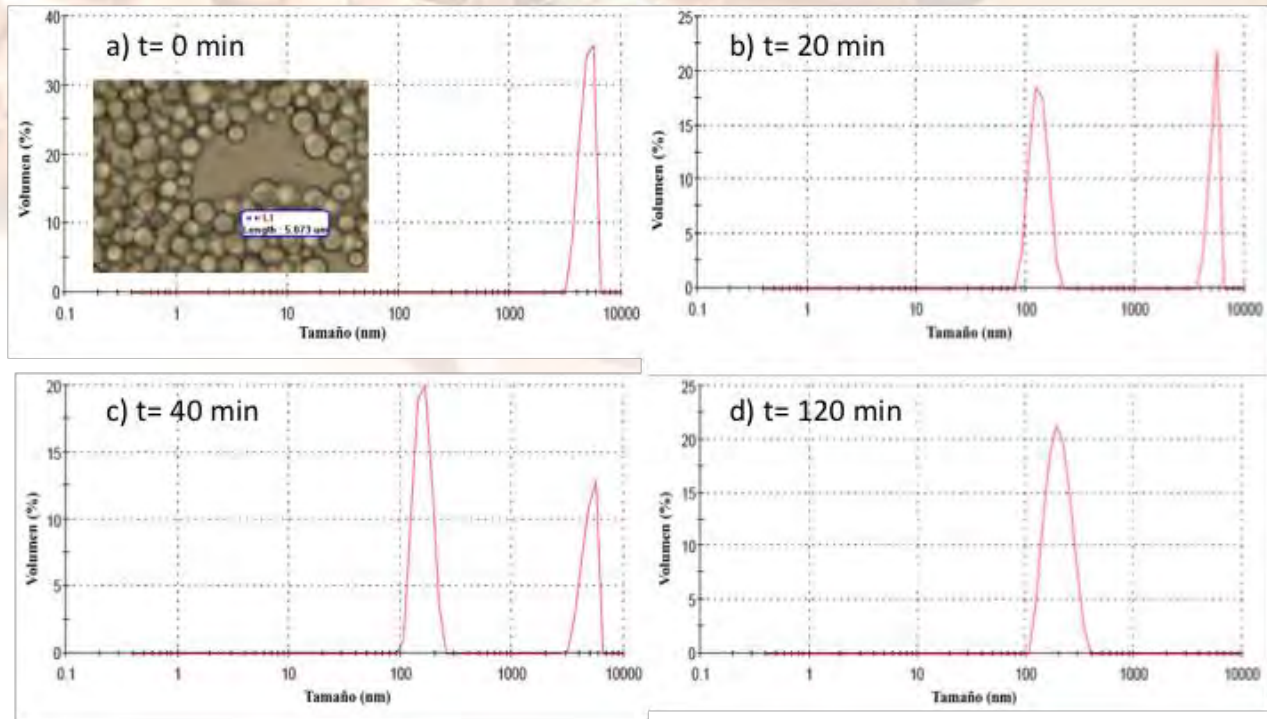 a) t= 0 min
40
30
20
10
0
Volumen (%)
Length : 5.073 um
0.1 1 10 100 1000 10000
Tamaño (nm)
b) t= 20 min
25
20
15
10
5
0
Volumen (%)
0.1 1 10 100 1000 10000
Tamaño (nm)
c) t= 40 min
20
15
10
5
0
Volumen (%)
0.1 1 10 100 1000 10000
Tamaño (nm)
d) t= 120 min
25
20
15
10
5
0
Volumen (%)
0.1 1 10 100 1000 10000
Tamaño (nm)